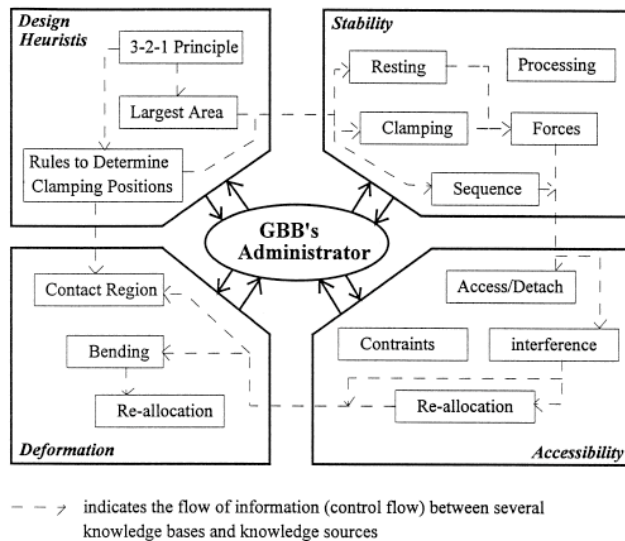 Design
Heuristis
3-2-1 Principle
Largest Area
Rules to Determine
Clamping Positions
Stability
Resting
Processing
Clamping
Forces
Sequence
GBB's
Administrator
Contact Region
Bending
Re-allocation
Deformation
Access/Detach
Contraints
interference
Re-allocation
Accessibility
indicates the flow of information (control flow) between several
knowledge bases and knowledge sources